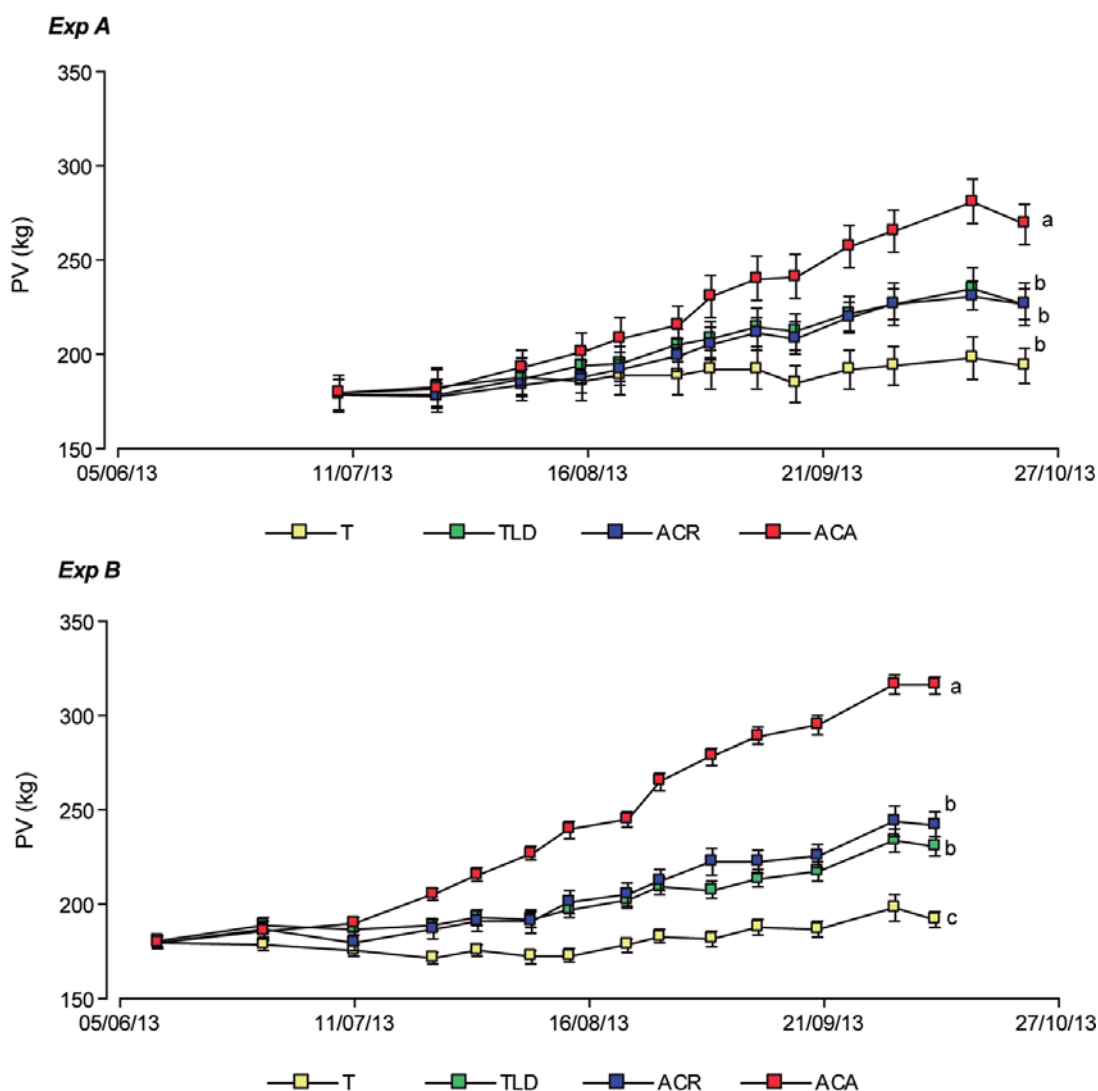 Exp A
350
300
250
200
150
PV (kg)
a
b
b
b
05/06/13 11/07/13 16/08/13 21/09/13 27/10/13
T TLD ACR ACA
Exp B
350
300
250
200
150
PV (kg)
a
b
b
c
05/06/13 11/07/13 16/08/13 21/09/13 27/10/13
T TLD ACR ACA